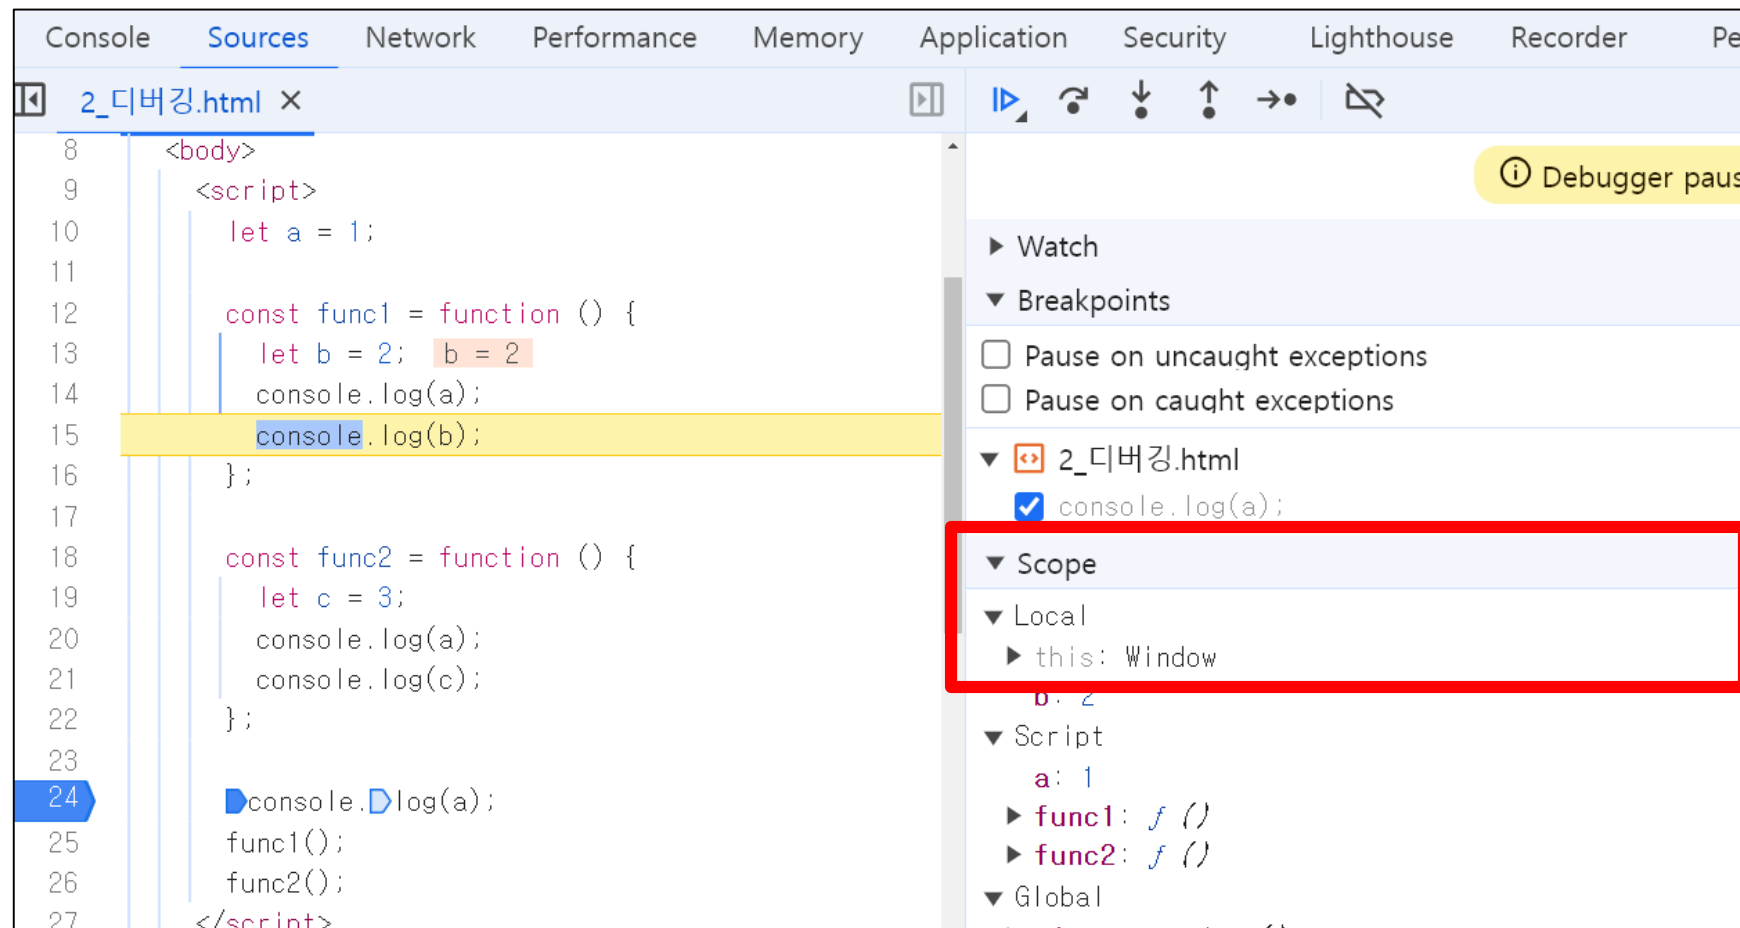 Console Sources Network Performance Memory Application Security Lighthouse Recorder Pe
2_디버깅.html ×
8 <body>
9 <script>
10 let a = 1;
11
12 const func1 = function () {
13 let b = 2; b = 2
14 console.log(a);
15 console.log(b);
16 };
17
18 const func2 = function () {
19 let c = 3;
20 console.log(a);
21 console.log(c);
22 };
23
24 console.log(a);
25 func1();
26 func2();
27 </script>
Debugger paus
Watch
Breakpoints
Pause on uncaught exceptions
Pause on caught exceptions
2_디버깅.html
console.log(a);
Scope
Local
this: Window
b: 2
Script
a: 1
func1: ƒ ()
func2: ƒ ()
Global